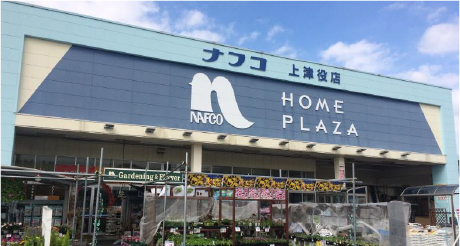 ナフコ 上津役店
NAFCO
HOME
PLAZA
Gardening & Flower